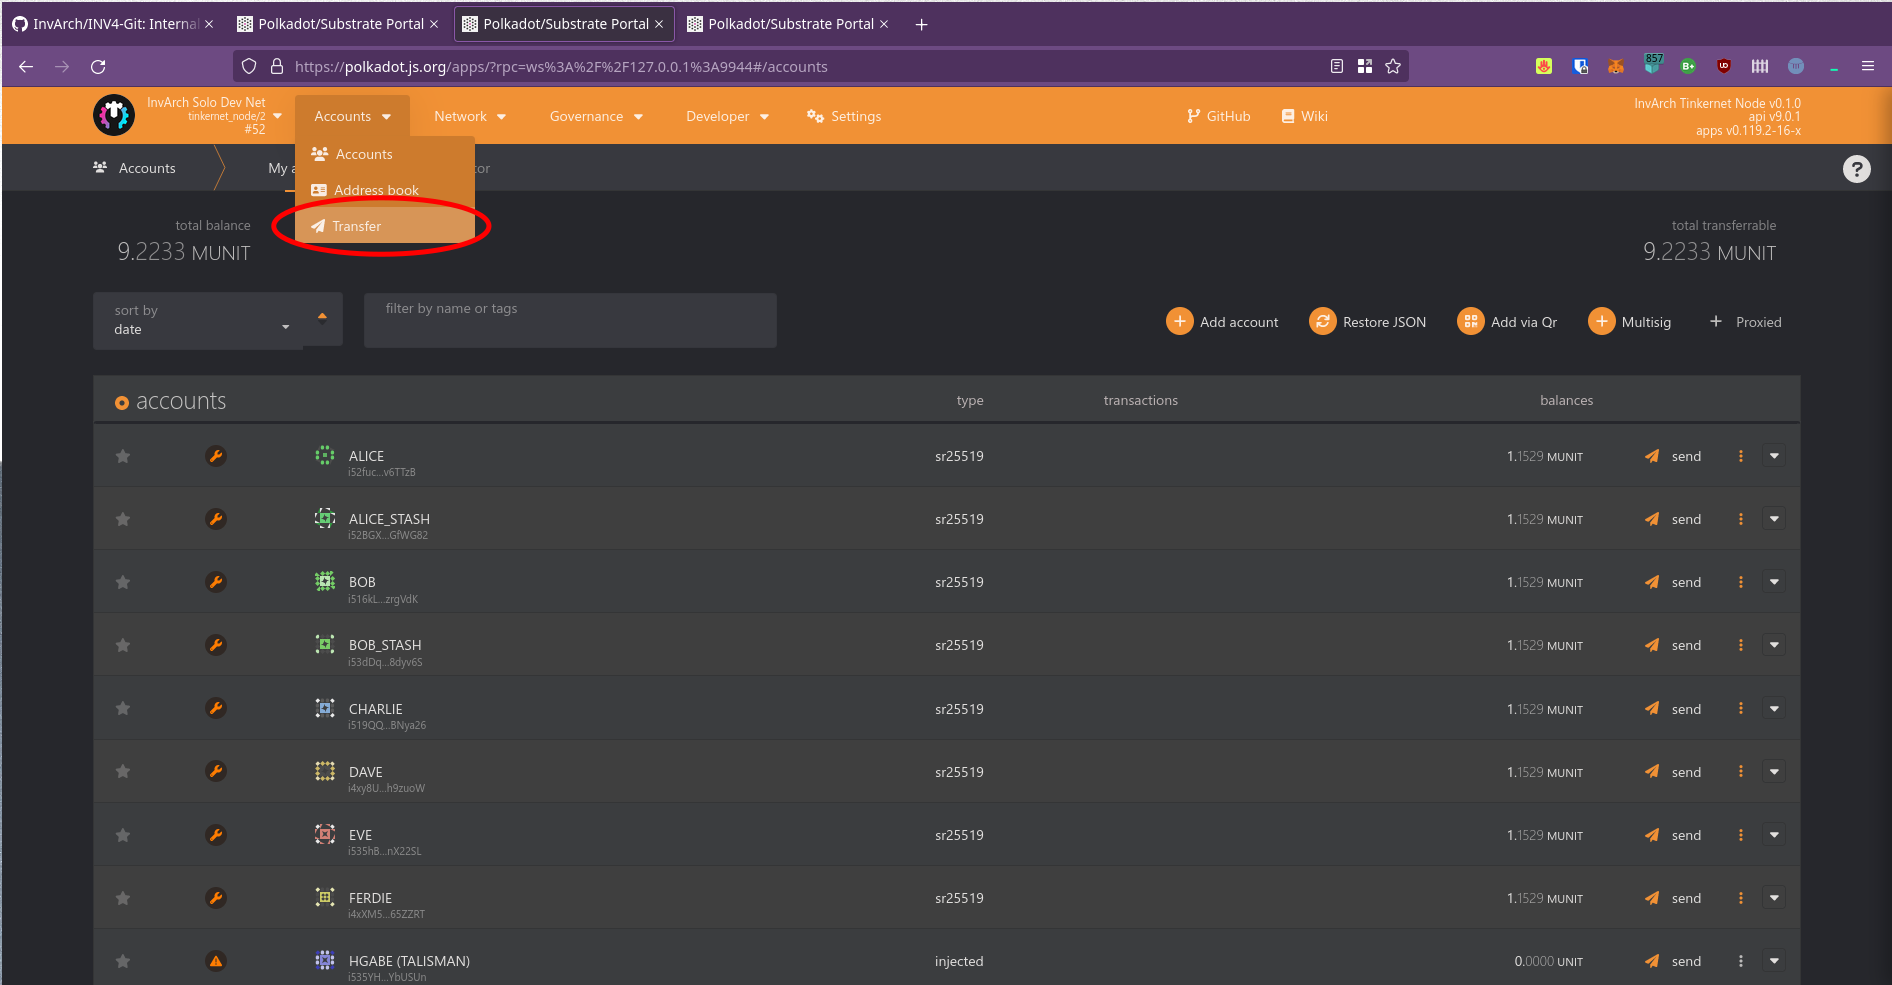 InvArch/INV4-Git: Internal
Polkadot/Substrate Portal
Polkadot/Substrate Portal
Polkadot/Substrate Portal
https://polkadot.js.org/apps/?rpc=ws%3A%2F%2F127.0.0.1%3A9944#/accounts
857
B+
InvArch Solo Dev Net
tinkernet_node/2
#52
Accounts
Network
Governance
Developer
Settings
GitHub
Wiki
InvArch Tinkernet Node v0.1.0
api v9.0.1
apps v0.119.2-16-x
Accounts
Address book
Transfer
Accounts
My a
tor
?
total balance
9.2233 MUNIT
total transferrable
9.2233 MUNIT
sort by
date
filter by name or tags
Add account
Restore JSON
Add via Qr
Multisig
Proxied
accounts
type
transactions
balances
ALICE
i52fuc...v6TTzB
sr25519
1.1529 MUNIT
send
ALICE_STASH
i52BGX...GfWG82
sr25519
1.1529 MUNIT
send
BOB
i516kL...zrgVdK
sr25519
1.1529 MUNIT
send
BOB_STASH
i53dDq...8dyv6S
sr25519
1.1529 MUNIT
send
CHARLIE
i519QQ...BNya26
sr25519
1.1529 MUNIT
send
DAVE
i4xy8U...h9zuoW
sr25519
1.1529 MUNIT
send
EVE
i535hB...nX22SL
sr25519
1.1529 MUNIT
send
FERDIE
i4xXM5...65ZZRT
sr25519
1.1529 MUNIT
send
HGABE (TALISMAN)
i535YH...YbUSUn
injected
0.0000 UNIT
send